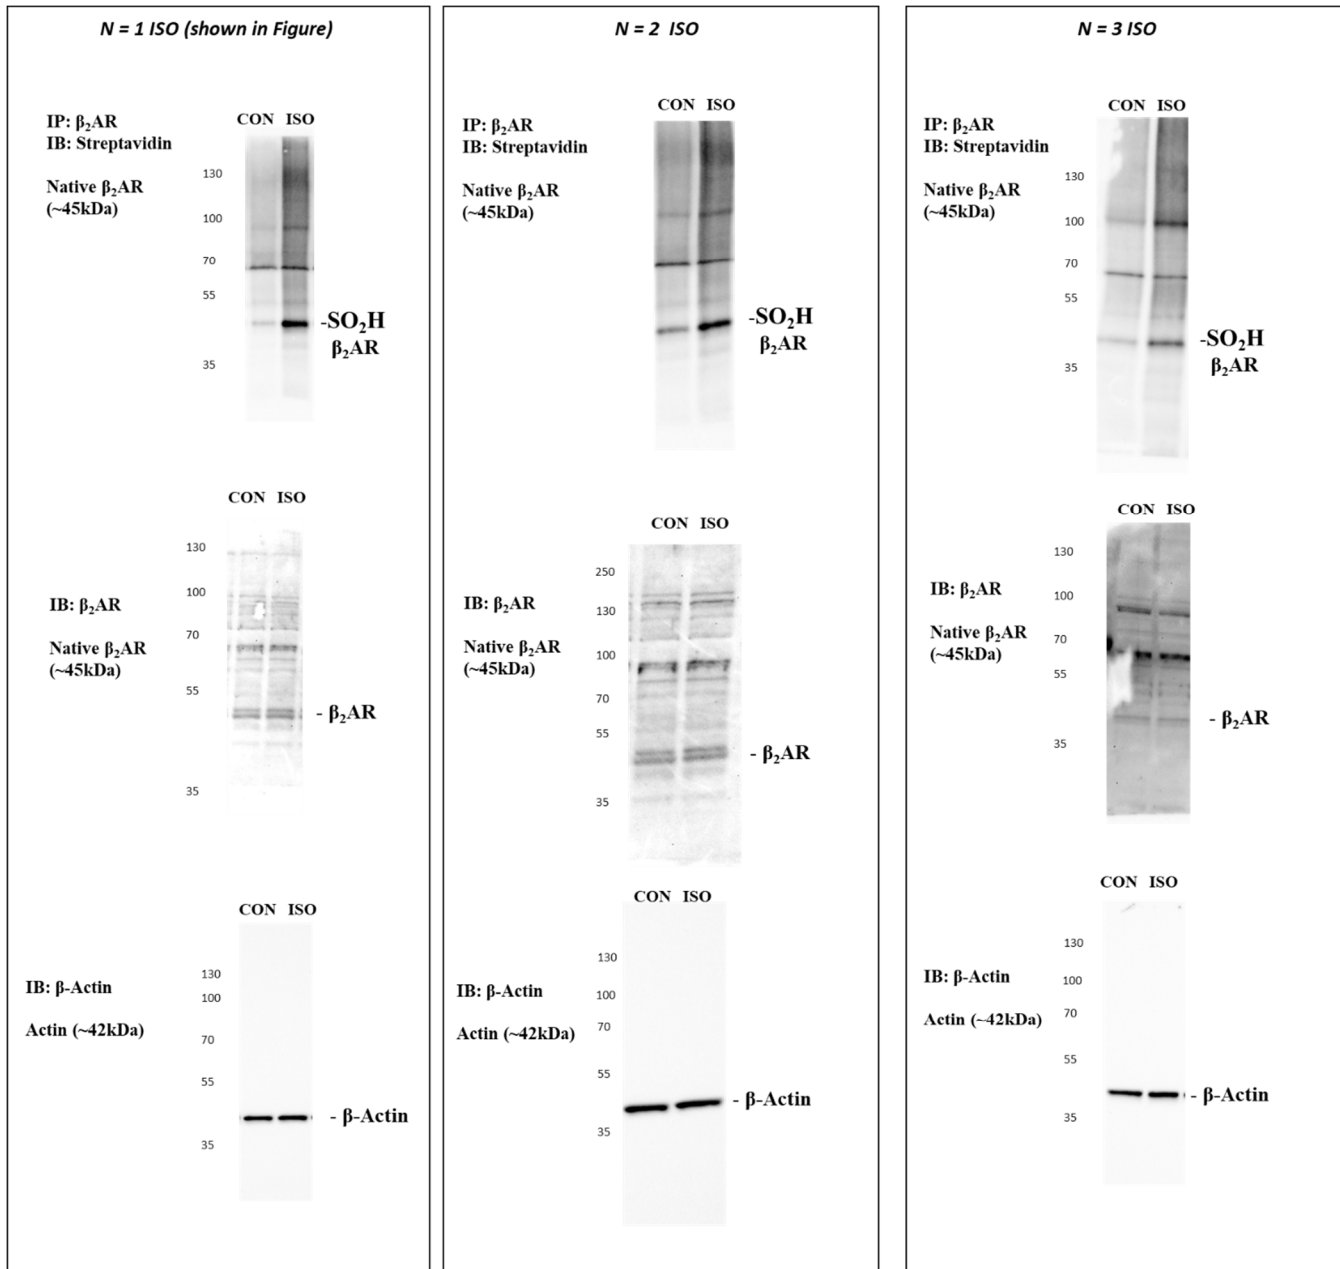 N = 1 ISO (shown in Figure)
CON ISO
IP: β₂AR
IB: Streptavidin
Native β₂AR
(~45kDa)
130
100
70
55
35
-SO₂H
β₂AR
CON ISO
IB: β₂AR
Native β₂AR
(~45kDa)
130
100
70
55
35
- β₂AR
CON ISO
IB: β-Actin
Actin (~42kDa)
130
100
70
55
35
- β-Actin
N = 2 ISO
CON ISO
IP: β₂AR
IB: Streptavidin
Native β₂AR
(~45kDa)
-SO₂H
β₂AR
CON ISO
IB: β₂AR
Native β₂AR
(~45kDa)
250
130
100
70
55
35
- β₂AR
CON ISO
IB: β-Actin
Actin (~42kDa)
130
100
70
55
35
- β-Actin
N = 3 ISO
CON ISO
IP: β₂AR
IB: Streptavidin
Native β₂AR
(~45kDa)
130
100
70
55
35
-SO₂H
β₂AR
CON ISO
IB: β₂AR
Native β₂AR
(~45kDa)
130
100
70
55
35
- β₂AR
CON ISO
IB: β-Actin
Actin (~42kDa)
130
100
70
55
35
- β-Actin